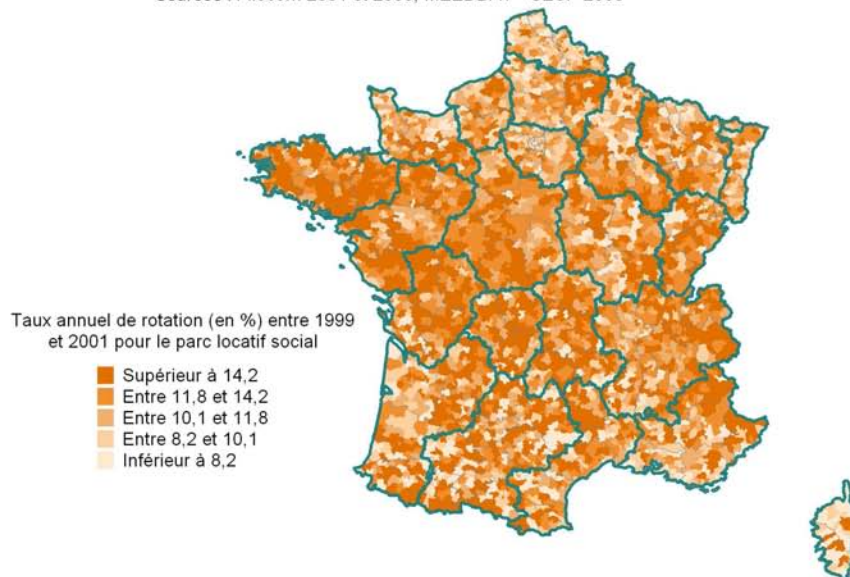 Taux annuel de rotation (en %) entre 1999
et 2001 pour le parc locatif social
Supérieur à 14,2
Entre 11,8 et 14,2
Entre 10,1 et 11,8
Entre 8,2 et 10,1
Inférieur à 8,2